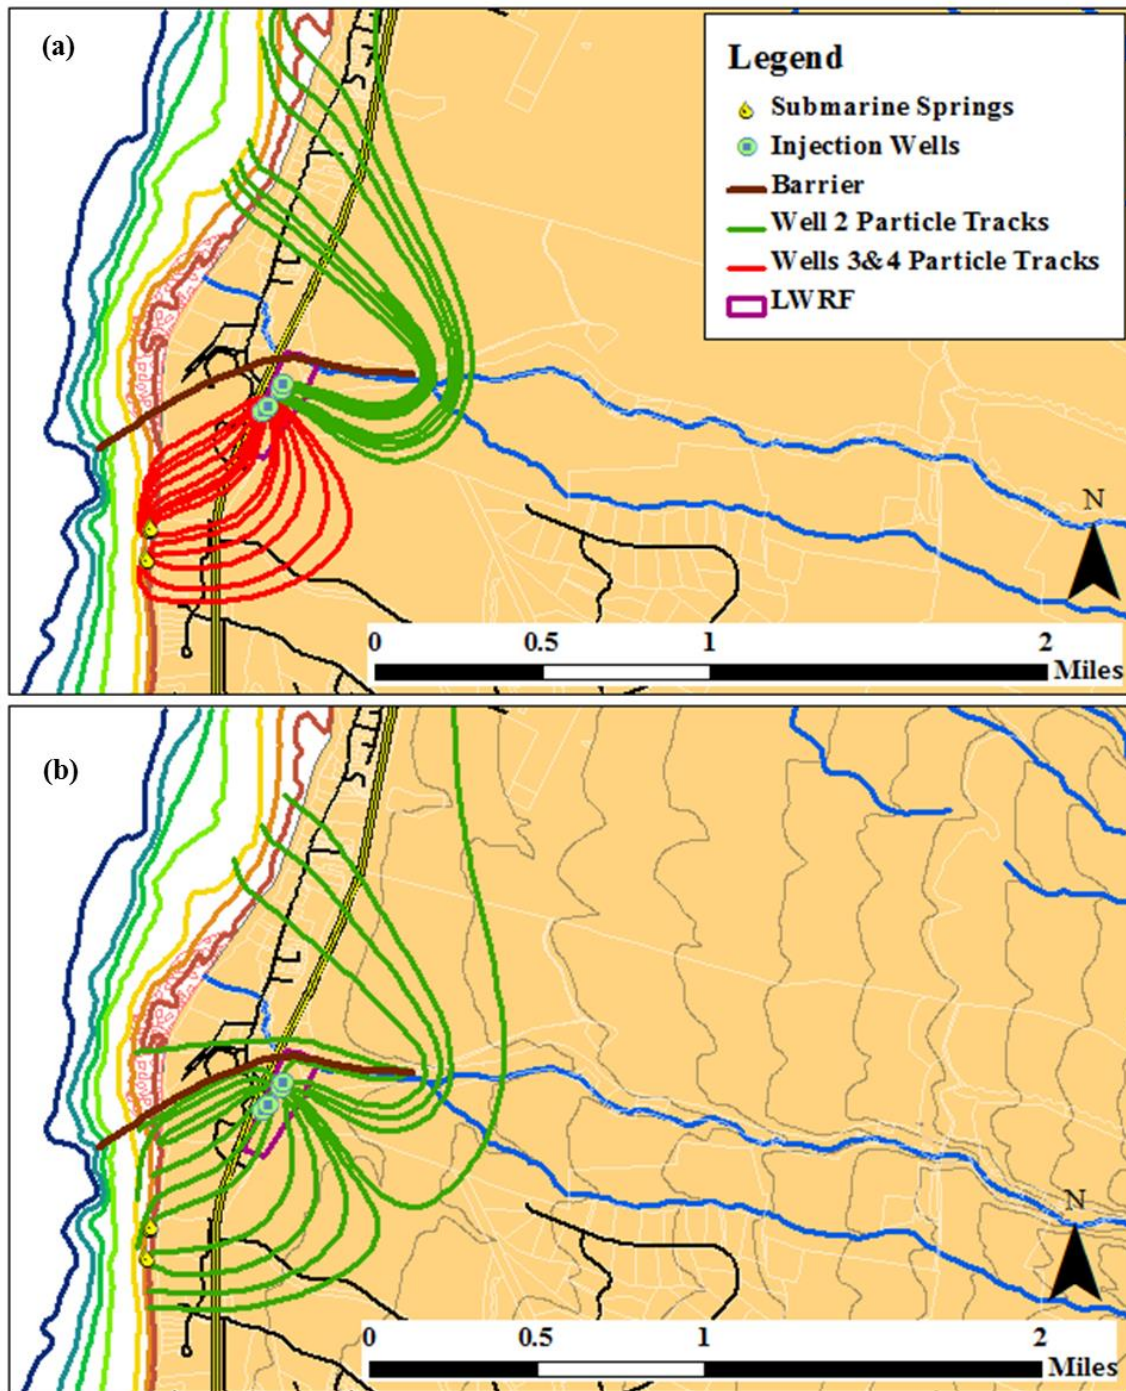 (a)
Legend
Submarine Springs
Injection Wells
Barrier
Well 2 Particle Tracks
Wells 3&4 Particle Tracks
LWRF
N
0 0.5 1 2
Miles
(b)
N
0 0.5 1 2
Miles